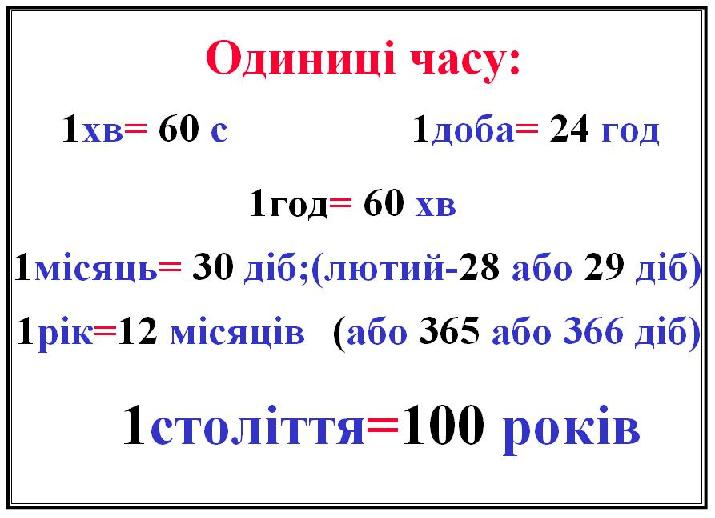 Одиниці часу:
1хв= 60 с 1доба= 24 год
1год= 60 хв
1місяць= 30 діб;(лютий-28 або 29 діб)
1рік=12 місяців (або 365 або 366 діб)
1століття=100 років